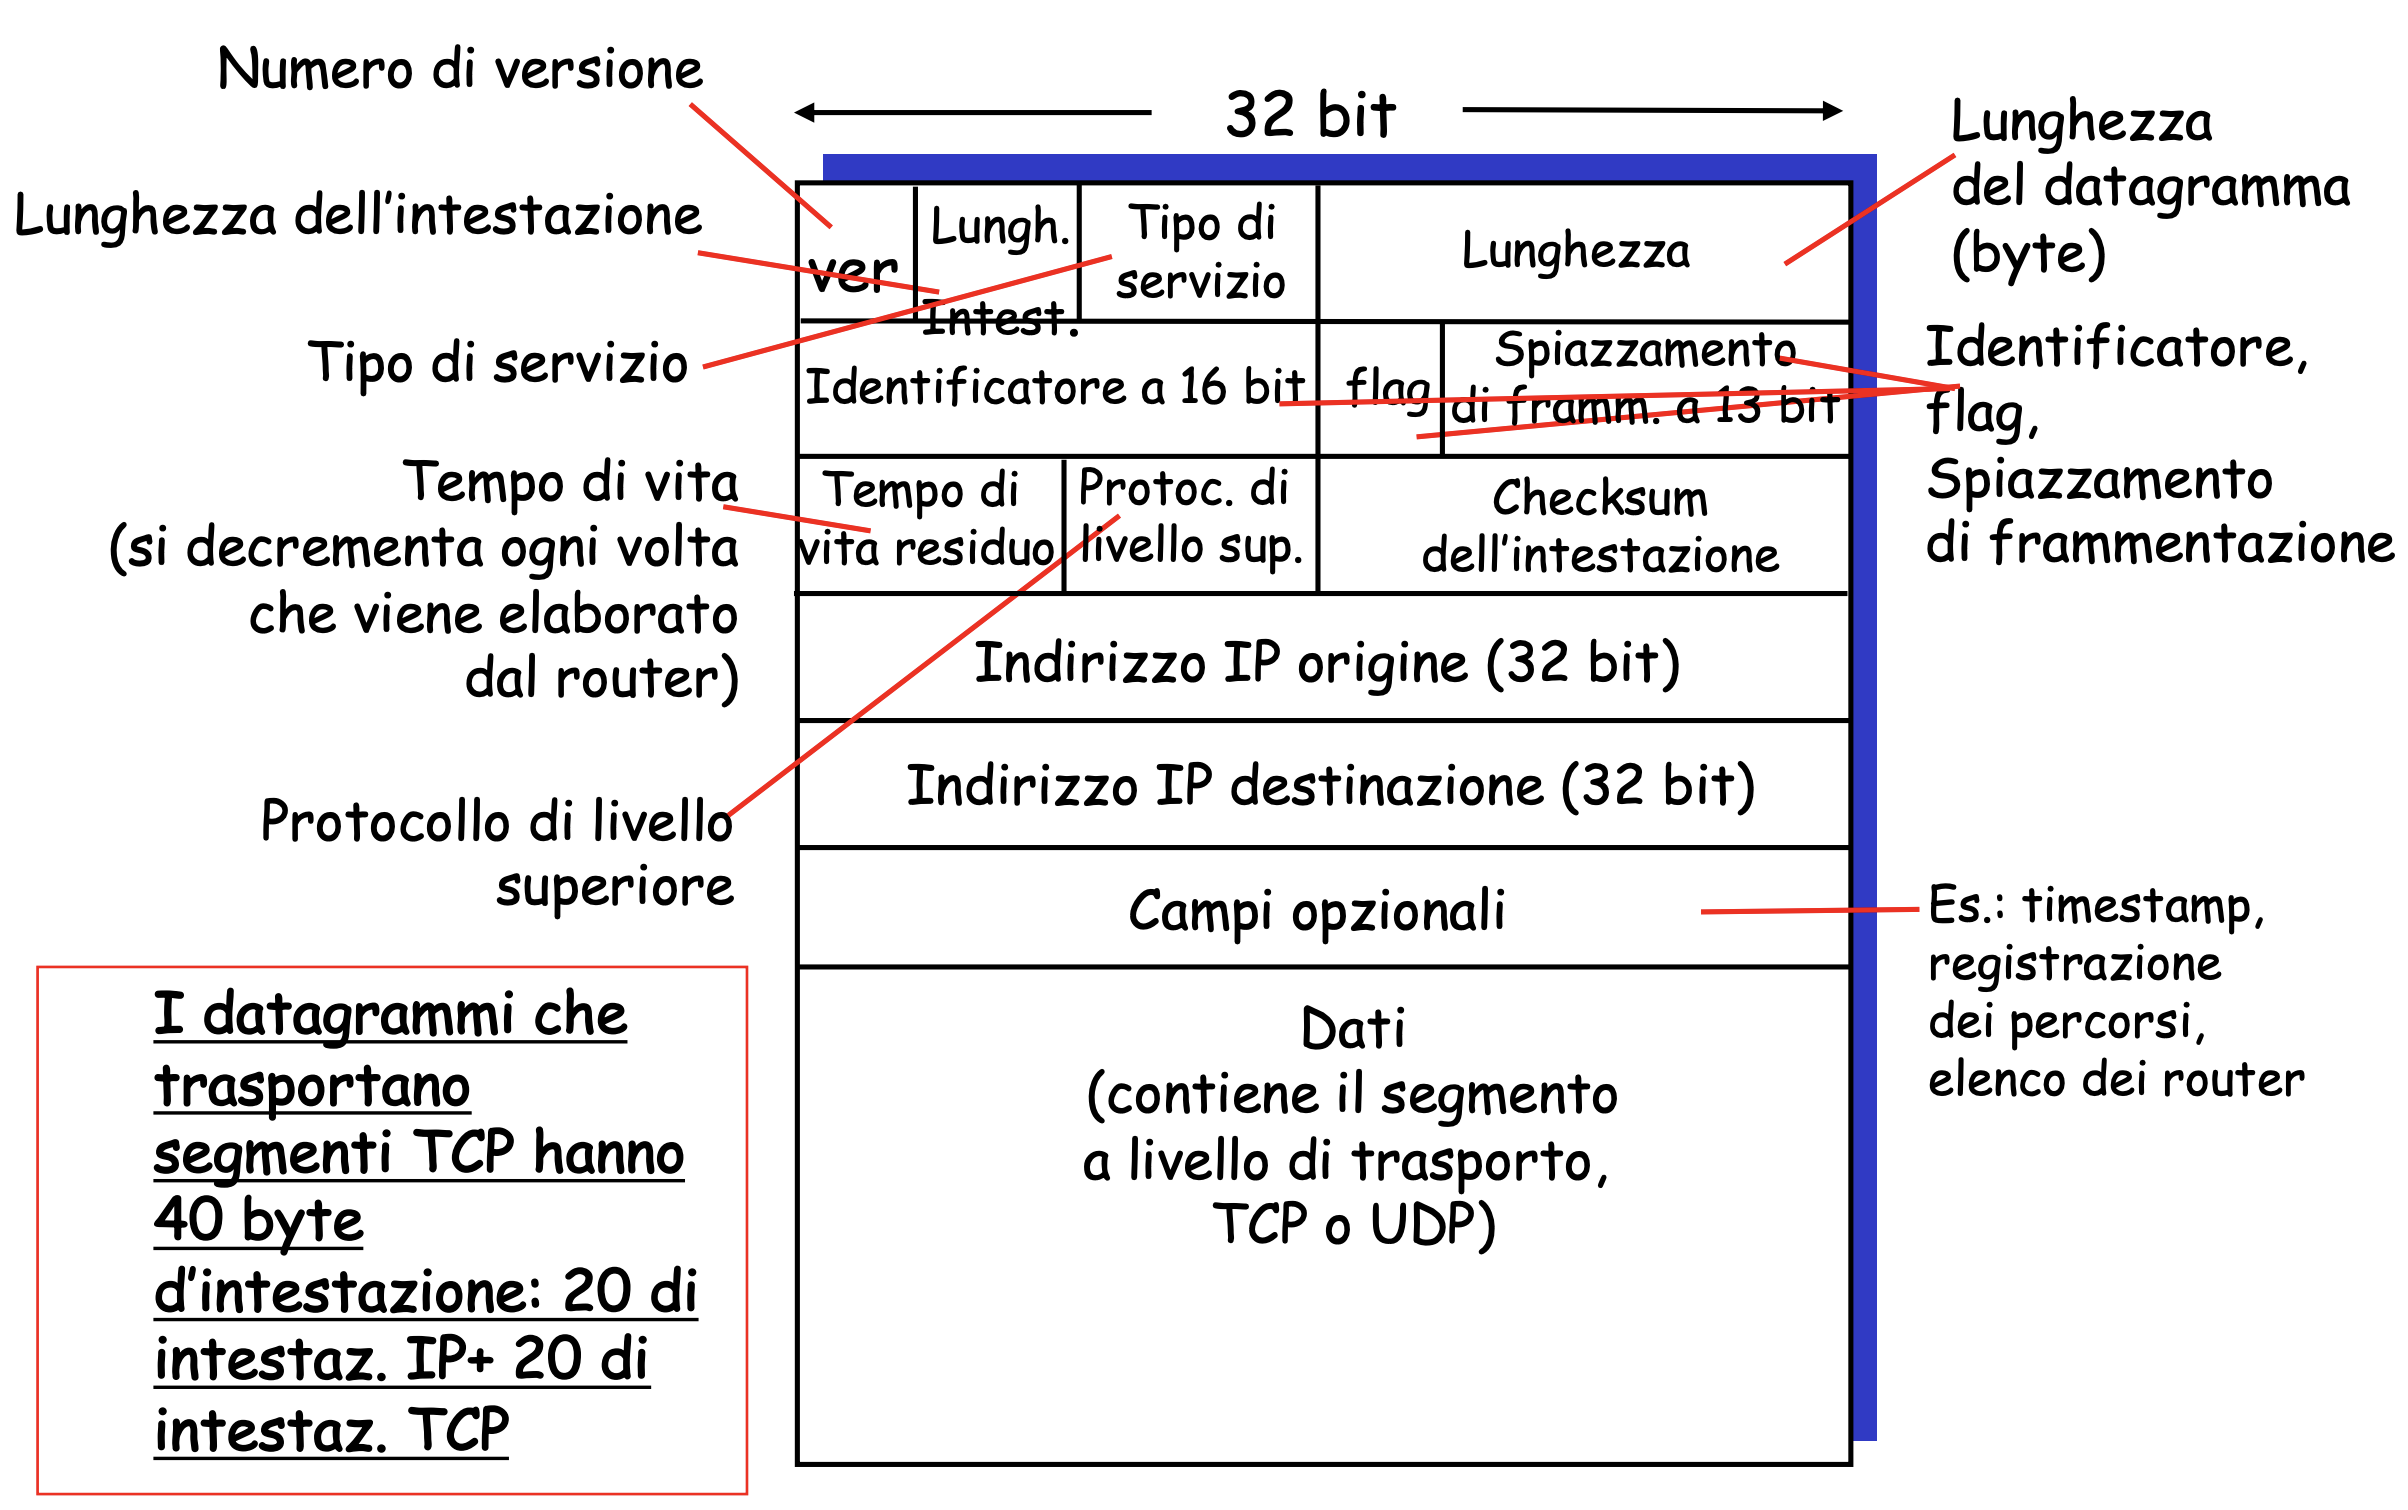 Numero di versione
Lunghezza dell'intestazione
Tipo di servizio
Tempo di vita
(si decrementa ogni volta
che viene elaborato
dal router)
Protocollo di livello
superiore
I datagrammi che
trasportano
segmenti TCP hanno
40 byte
d'intestazione: 20 di
intestaz. IP+ 20 di
intestaz. TCP
32 bit
ver
Lungh.
Intest.
Tipo di
servizio
Lunghezza
Identificatore a 16 bit
flag
Spiazzamento
di framm. a 13 bit
Tempo di
vita residuo
Protoc. di
livello sup.
Checksum
dell'intestazione
Indirizzo IP origine (32 bit)
Indirizzo IP destinazione (32 bit)
Campi opzionali
Dati
(contiene il segmento
a livello di trasporto,
TCP o UDP)
Lunghezza
del datagramma
(byte)
Identificatore,
flag,
Spiazzamento
di frammentazione
Es.: timestamp,
registrazione
dei percorsi,
elenco dei router